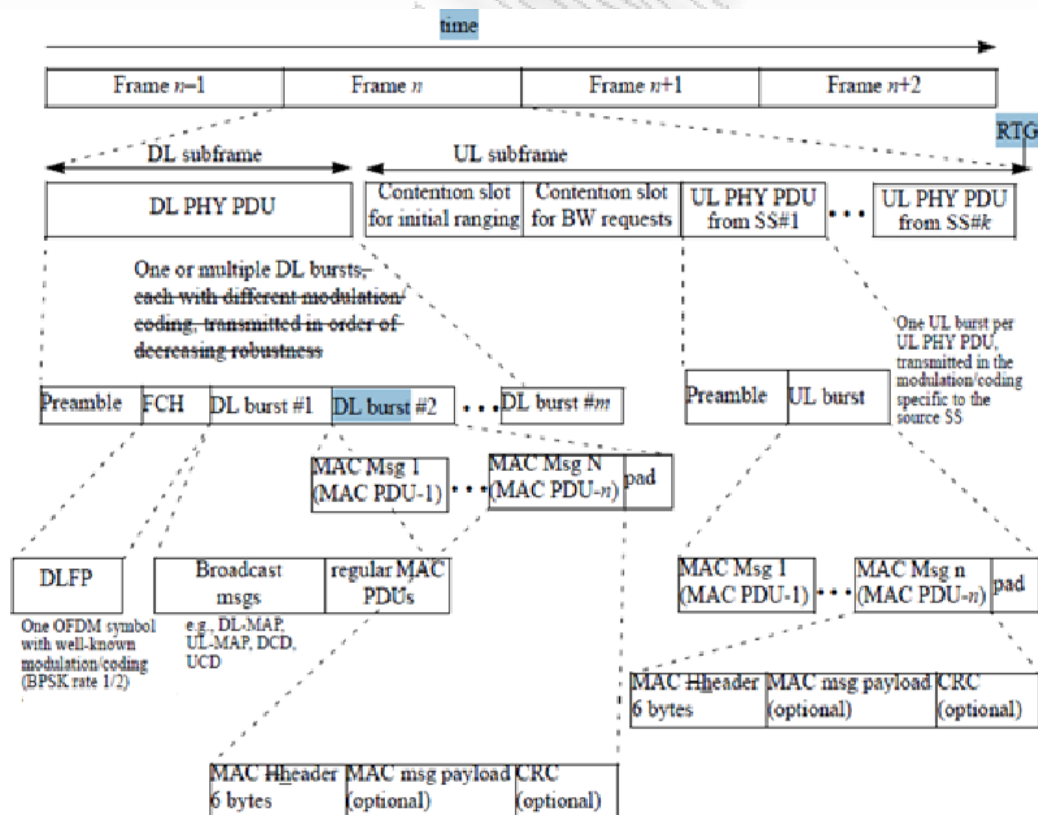 time
Frame n–1 Frame n Frame n+1 Frame n+2
RTG
DL subframe UL subframe
DL PHY PDU
Contention slot
for initial ranging
Contention slot
for BW requests
UL PHY PDU
from SS#1
•••
UL PHY PDU
from SS#k
One or multiple DL bursts,
each with different modulation/
coding, transmitted in order of
decreasing robustness
One UL burst per
UL PHY PDU,
transmitted in the
modulation/coding
specific to the
source SS
Preamble FCH DL burst #1 DL burst #2 ••• DL burst #m
Preamble UL burst
MAC Msg 1
(MAC PDU-1)
•••
MAC Msg N
(MAC PDU-n)
pad
DLFP
Broadcast
msgs
regular MAC
PDUs
MAC Msg 1
(MAC PDU-1)
•••
MAC Msg n
(MAC PDU-n)
pad
One OFDM symbol
with well-known
modulation/coding
(BPSK rate 1/2)
e.g., DL-MAP,
UL-MAP, DCD,
UCD
MAC Hheader
6 bytes
MAC msg payload
(optional)
CRC
(optional)
MAC Hheader
6 bytes
MAC msg payload
(optional)
CRC
(optional)